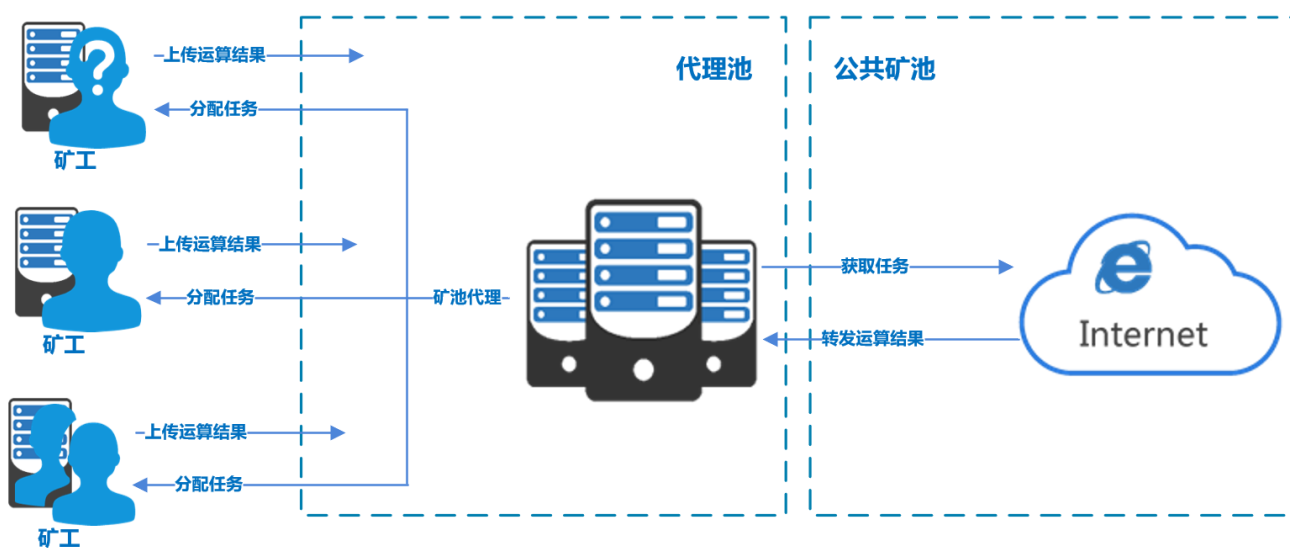 上传运算结果
代理池
公共矿池
分配任务
矿工
上传运算结果
获取任务
分配任务
矿池代理
Internet
转发运算结果
矿工
上传运算结果
分配任务
矿工